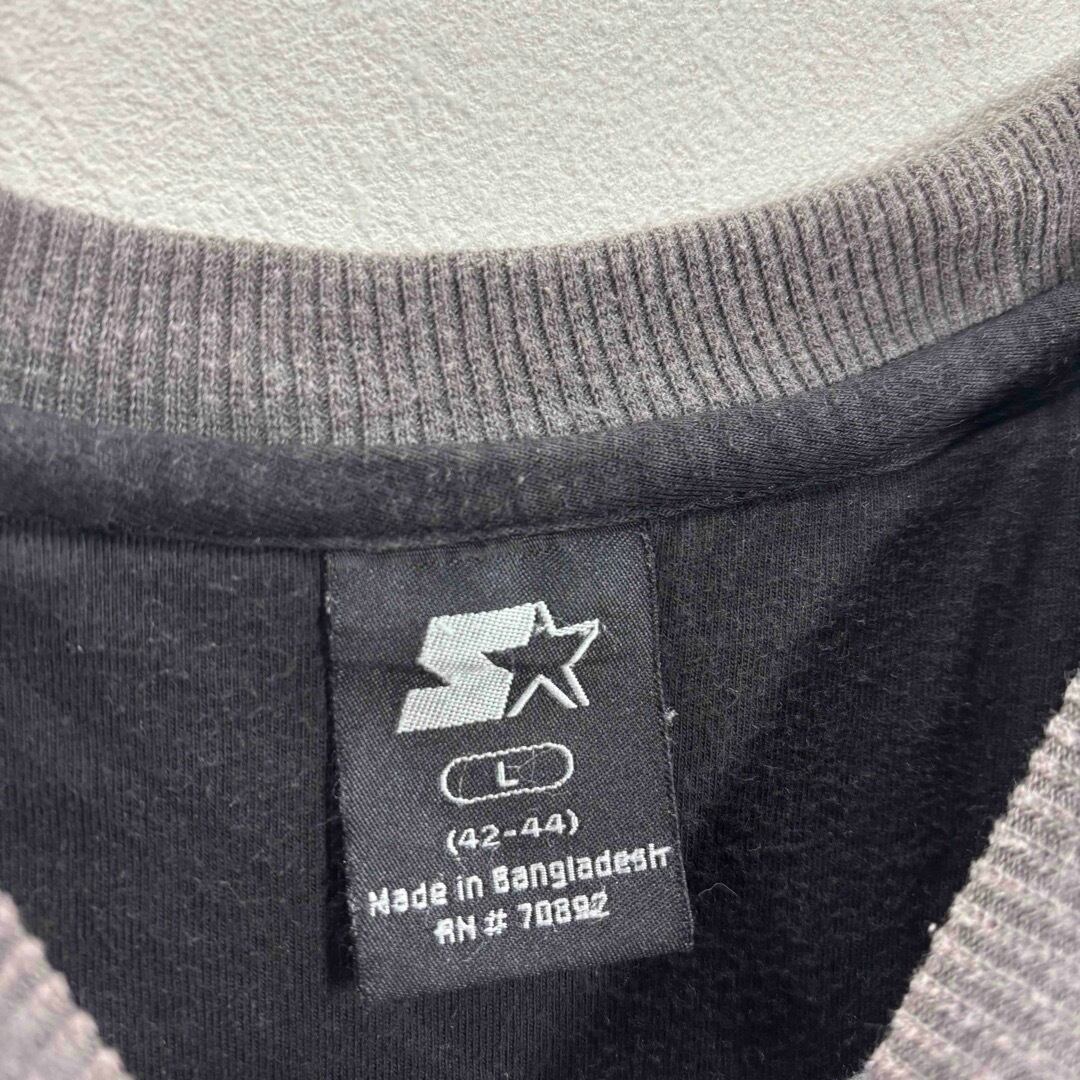 S
L
(42-44)
Made in Bangladesh
RN # 70892